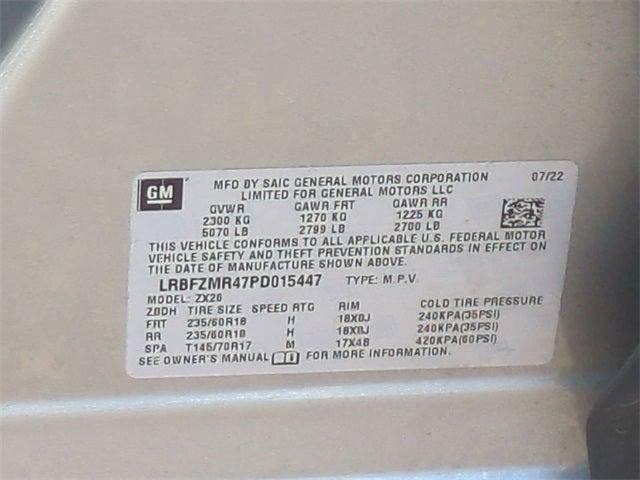 GM
MFD BY SAIC GENERAL MOTORS CORPORATION 07/22
LIMITED FOR GENERAL MOTORS LLC
GVWR GAWR FRT GAWR RR
2300 KG 1270 KG 1225 KG
5070 LB 2799 LB 2700 LB
THIS VEHICLE CONFORMS TO ALL APPLICABLE U.S. FEDERAL MOTOR
VEHICLE SAFETY AND THEFT PREVENTION STANDARDS IN EFFECT ON
THE DATE OF MANUFACTURE SHOWN ABOVE.
LRBFZMR47PD015447 TYPE: M.P.V.
MODEL: ZX26
TIRE SIZE SPEED RTG RIM COLD TIRE PRESSURE
FRT 235/60R18 H 18X8J 240KPA(35PSI)
RR 235/60R18 H 18X8J 240KPA(35PSI)
SPA T145/70R17 M 17X4B 420KPA(60PSI)
SEE OWNER'S MANUAL FOR MORE INFORMATION.